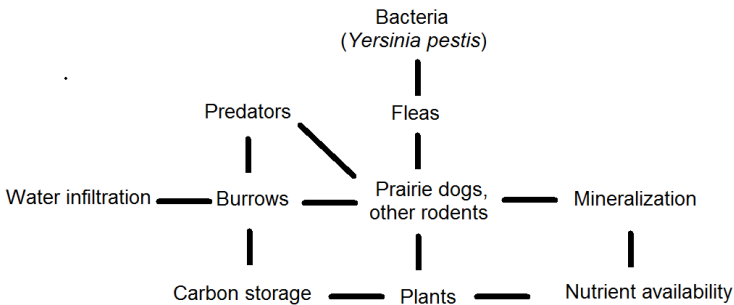 Bacteria
(Yersinia pestis)
Predators
Fleas
Water infiltration
Burrows
Prairie dogs,
other rodents
Mineralization
Carbon storage
Plants
Nutrient availability